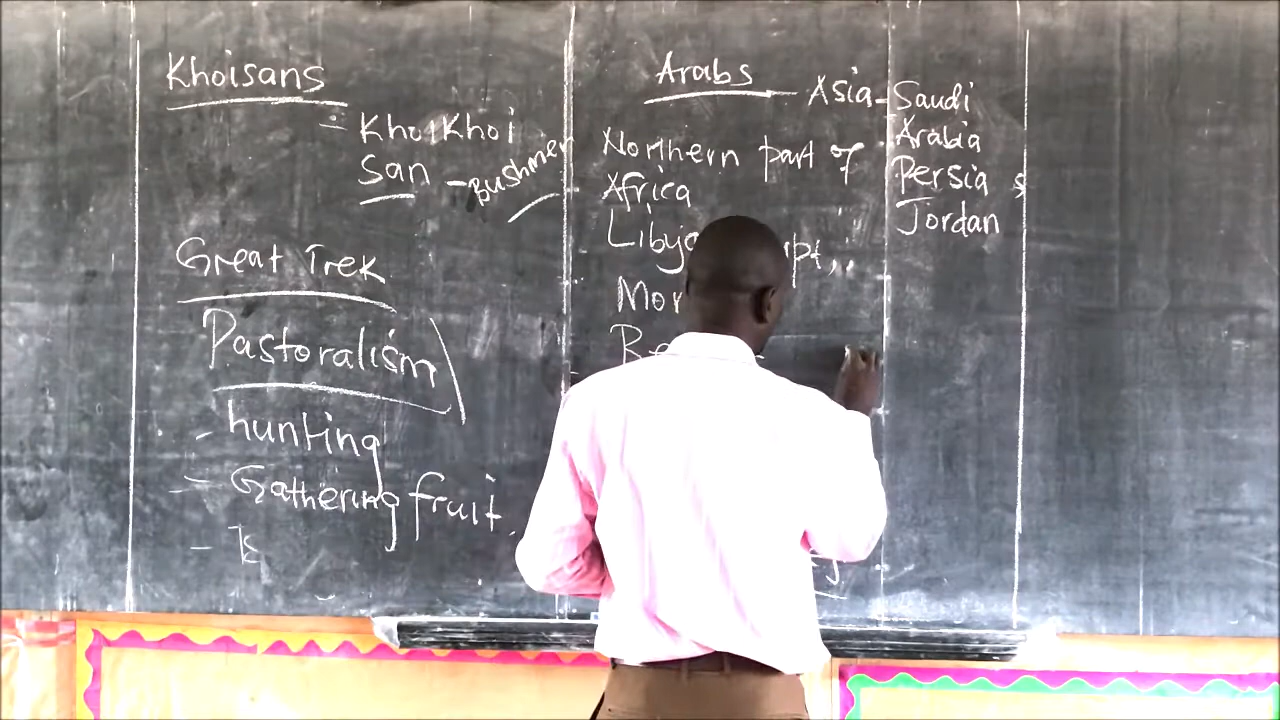 Khoisans
= KhoiKhoi
San - Bushmen
Great Trek
Pastoralism)
- hunting
- Gathering fruit.
-
Arabs - Asia - Saudi
Arabia
Persia
Jordan
Northern part of
Africa